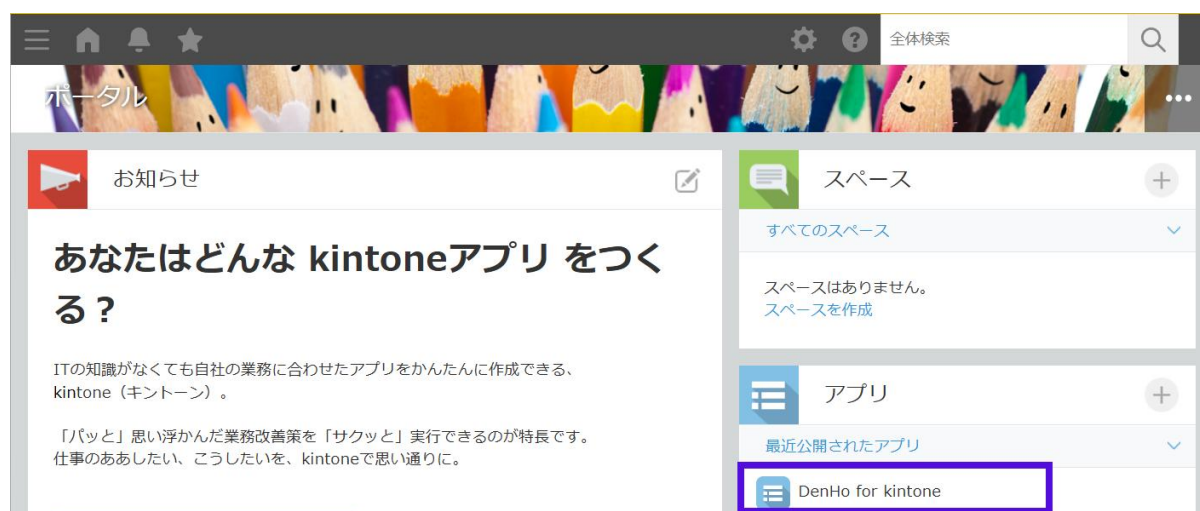 全体検索
ポータル
お知らせ
あなたはどんな kintoneアプリ をつく
る？
ITの知識がなくても自社の業務に合わせたアプリをかんたんに作成できる、
kintone（キントーン）。
「パッと」思い浮かんだ業務改善策を「サクッと」実行できるのが特長です。
仕事のああしたい、こうしたいを、kintoneで思い通りに。
スペース
すべてのスペース
スペースはありません。
スペースを作成
アプリ
最近公開されたアプリ
DenHo for kintone